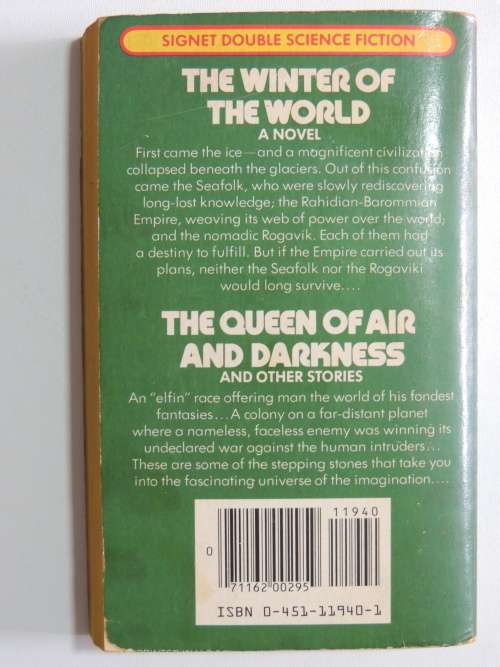 SIGNET DOUBLE SCIENCE FICTION
THE WINTER OF
THE WORLD
A NOVEL
First came the ice—and a magnificent civilization
collapsed beneath the glaciers. Out of this confusion
came the Seafolk, who were slowly rediscovering
long-lost knowledge; the Rahidian-Barommian
Empire, weaving its web of power over the world;
and the nomadic Rogavik. Each of them had
a destiny to fulfill. But if the Empire carried out its
plans, neither the Seafolk nor the Rogaviki
would long survive....
THE QUEEN OF AIR
AND DARKNESS
AND OTHER STORIES
An "elfin" race offering man the world of his fondest
fantasies...A colony on a far-distant planet
where a nameless, faceless enemy was winning its
undeclared war against the human intruders...
These are some of the stepping stones that take you
into the fascinating universe of the imagination....
11940
0
71162 00295
ISBN 0-451-11940-1